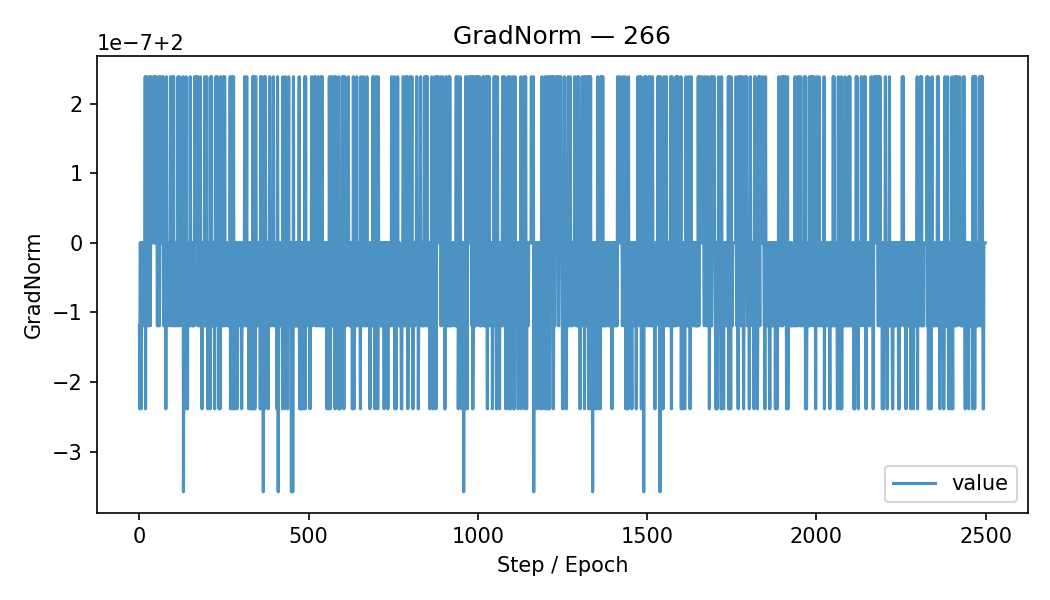 GradNorm — 266
1e−7+2
2
1
0
−1
−2
−3
GradNorm
0 500 1000 1500 2000 2500
Step / Epoch
value